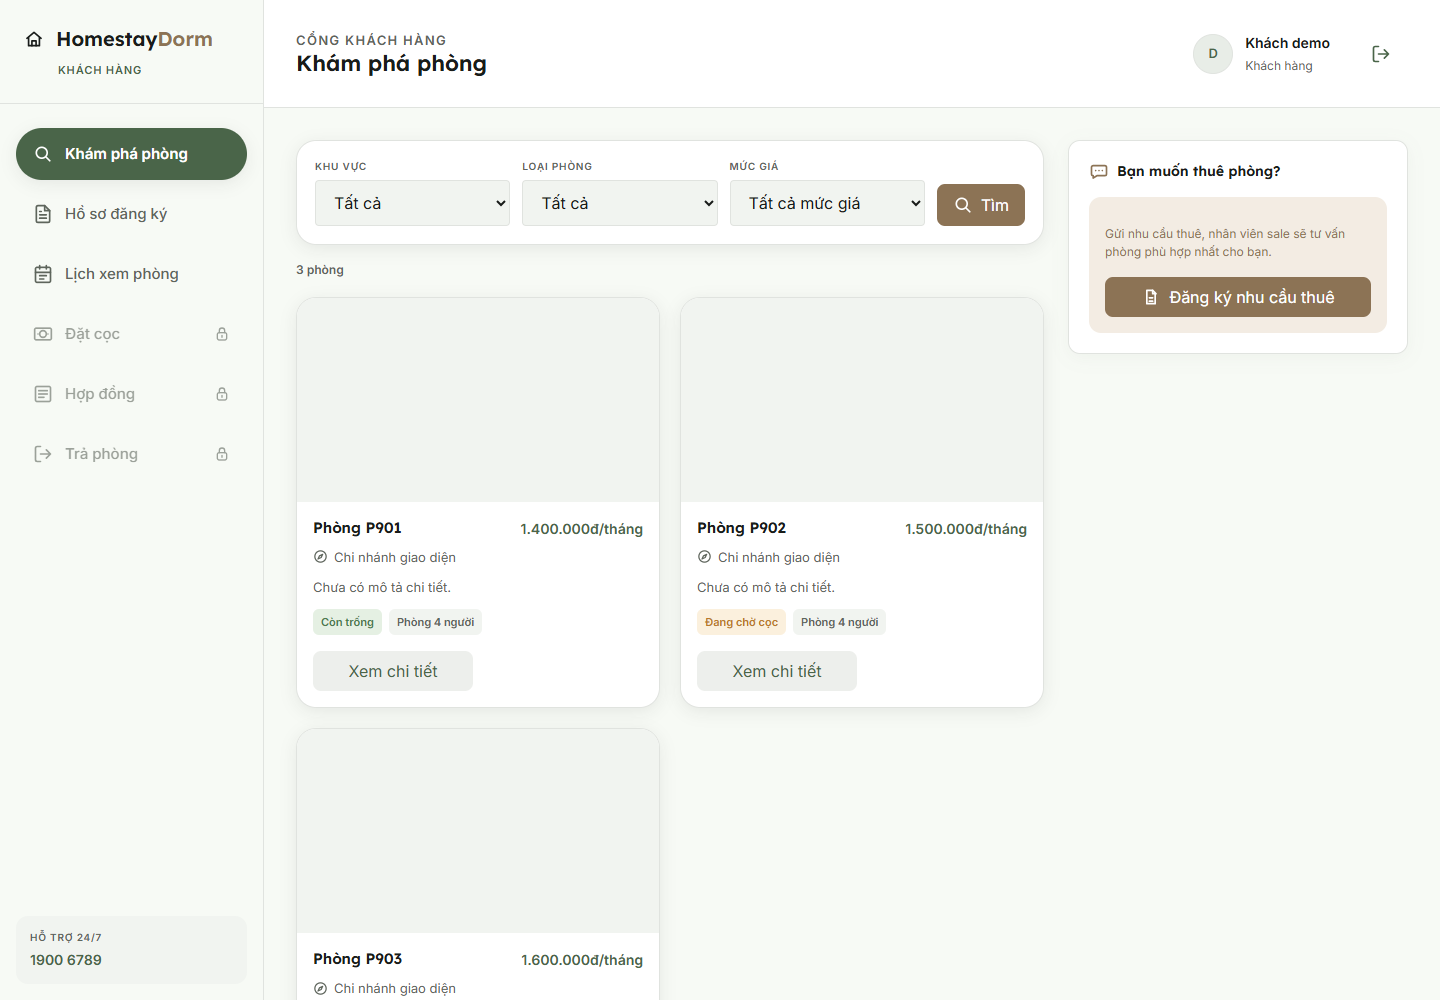 HomestayDorm
KHÁCH HÀNG
Khám phá phòng
Hồ sơ đăng ký
Lịch xem phòng
Đặt cọc
Hợp đồng
Trả phòng
HỖ TRỢ 24/7
1900 6789
CỔNG KHÁCH HÀNG
Khám phá phòng
D
Khách demo
Khách hàng
KHU VỰC
LOẠI PHÒNG
MỨC GIÁ
Tất cả
Tất cả
Tất cả mức giá
Tìm
3 phòng
Phòng P901
1.400.000đ/tháng
Chi nhánh giao diện
Chưa có mô tả chi tiết.
Còn trống
Phòng 4 người
Xem chi tiết
Phòng P902
1.500.000đ/tháng
Chi nhánh giao diện
Chưa có mô tả chi tiết.
Đang chờ cọc
Phòng 4 người
Xem chi tiết
Phòng P903
1.600.000đ/tháng
Chi nhánh giao diện
Bạn muốn thuê phòng?
Gửi nhu cầu thuê, nhân viên sale sẽ tư vấn
phòng phù hợp nhất cho bạn.
Đăng ký nhu cầu thuê